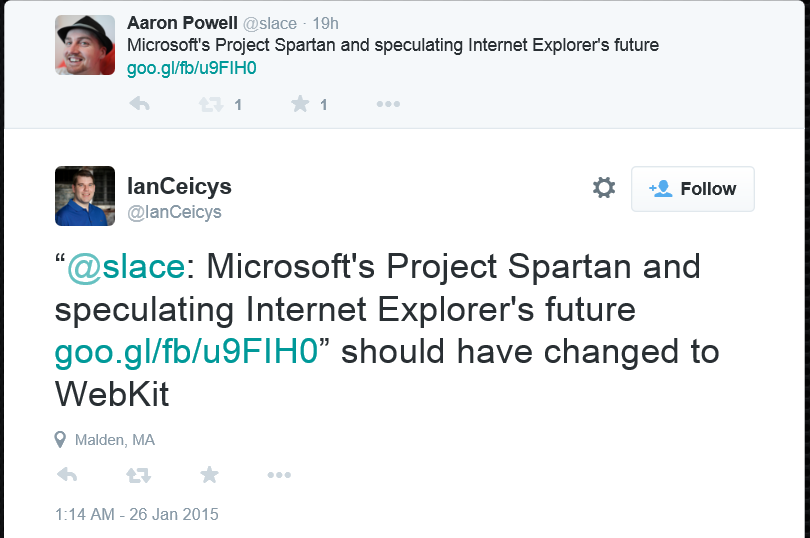 Aaron Powell @slace · 19h
Microsoft's Project Spartan and speculating Internet Explorer's future
goo.gl/fb/u9FIH0
1 1
IanCeicys
@IanCeicys
Follow
“@slace: Microsoft's Project Spartan and
speculating Internet Explorer's future
goo.gl/fb/u9FIH0” should have changed to
WebKit
Malden, MA
1:14 AM - 26 Jan 2015